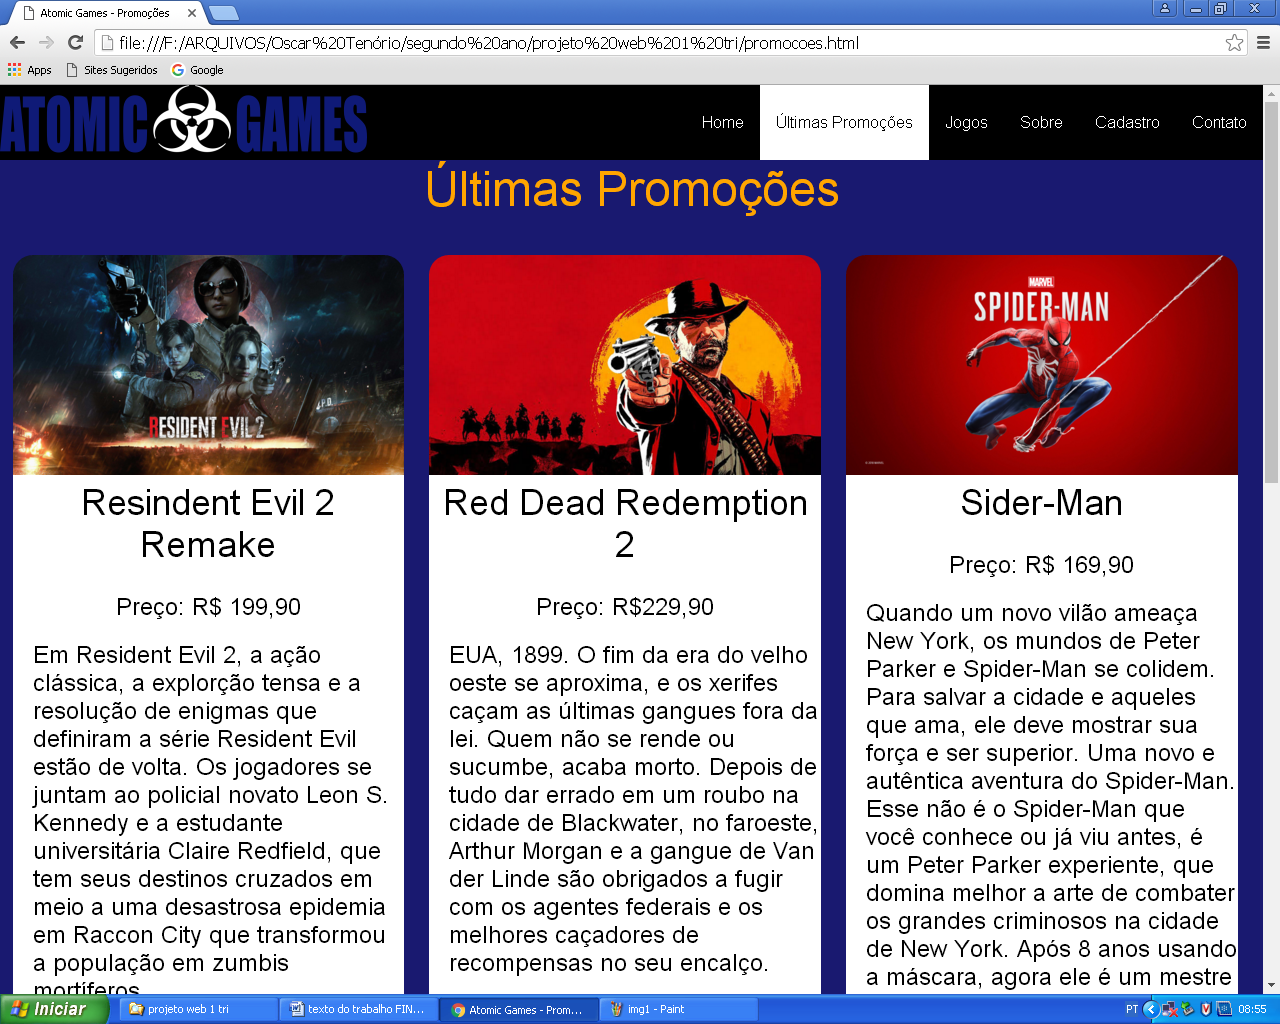 Atomic Games - Promoções
file:///F:/ARQUIVOS/Oscar%20Tenório/segundo%20ano/projeto%20web%201%20tri/promocoes.html
Apps Sites Sugeridos Google
ATOMIC GAMES
Home Últimas Promoções Jogos Sobre Cadastro Contato
Últimas Promoções
RESIDENT EVIL 2
R.P.D.
MARVEL
SPIDER-MAN
Resindent Evil 2
Remake
Preço: R$ 199,90
Em Resident Evil 2, a ação
clássica, a explorção tensa e a
resolução de enigmas que
definiram a série Resident Evil
estão de volta. Os jogadores se
juntam ao policial novato Leon S.
Kennedy e a estudante
universitária Claire Redfield, que
tem seus destinos cruzados em
meio a uma desastrosa epidemia
em Raccon City que transformou
a população em zumbis
mortíferos
Red Dead Redemption
2
Preço: R$229,90
EUA, 1899. O fim da era do velho
oeste se aproxima, e os xerifes
caçam as últimas gangues fora da
lei. Quem não se rende ou
sucumbe, acaba morto. Depois de
tudo dar errado em um roubo na
cidade de Blackwater, no faroeste,
Arthur Morgan e a gangue de Van
der Linde são obrigados a fugir
com os agentes federais e os
melhores caçadores de
recompensas no seu encalço.
Sider-Man
Preço: R$ 169,90
Quando um novo vilão ameaça
New York, os mundos de Peter
Parker e Spider-Man se colidem.
Para salvar a cidade e aqueles
que ama, ele deve mostrar sua
força e ser superior. Uma novo e
autêntica aventura do Spider-Man.
Esse não é o Spider-Man que
você conhece ou já viu antes, é
um Peter Parker experiente, que
domina melhor a arte de combater
os grandes criminosos na cidade
de New York. Após 8 anos usando
a máscara, agora ele é um mestre
Iniciar projeto web 1 tri texto do trabalho FIN... Atomic Games - Prom... img1 - Paint PT 08:55